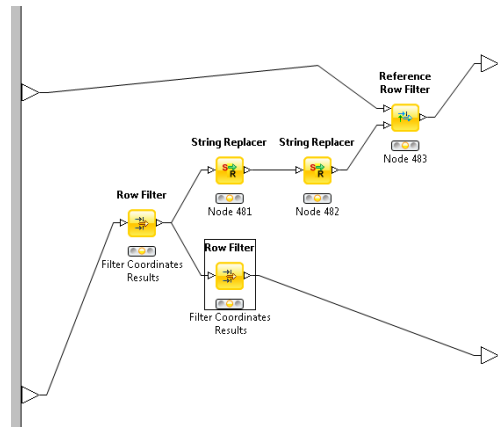 Reference
Row Filter
Node 483
String Replacer
Node 481
String Replacer
Node 482
Row Filter
Filter Coordinates
Results
Row Filter
Filter Coordinates
Results